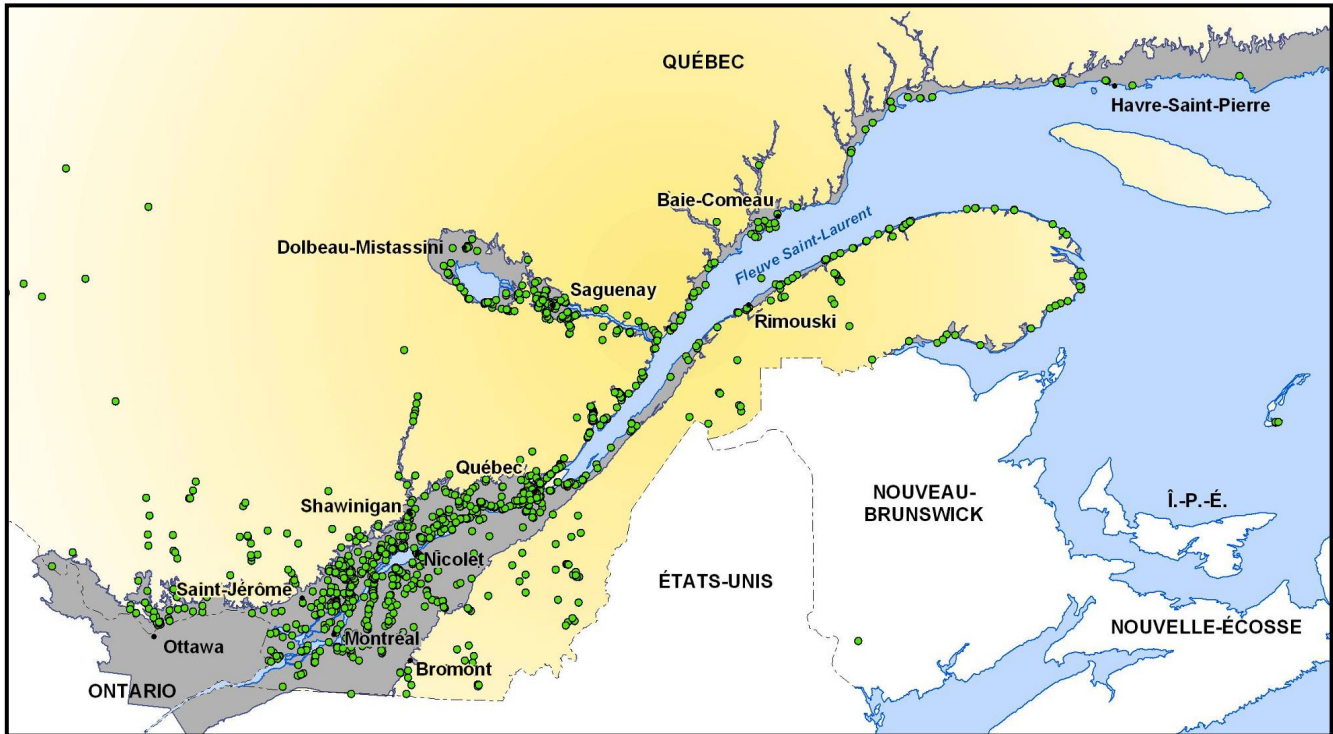 QUÉBEC
Havre-Saint-Pierre
Baie-Comeau
Fleuve Saint-Laurent
Dolbeau-Mistassini
Saguenay
Rimouski
Québec
Shawinigan
NOUVEAU-
BRUNSWICK
Î.-P.-É.
Nicolet
ÉTATS-UNIS
Saint-Jérôme
NOUVELLE-ÉCOSSE
Ottawa
Montréal
Bromont
ONTARIO